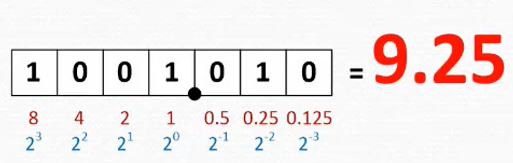 1 0 0 1 0 1 0 = 9.25
8 4 2 1 0.5 0.25 0.125
2³ 2² 2¹ 2⁰ 2⁻¹ 2⁻² 2⁻³